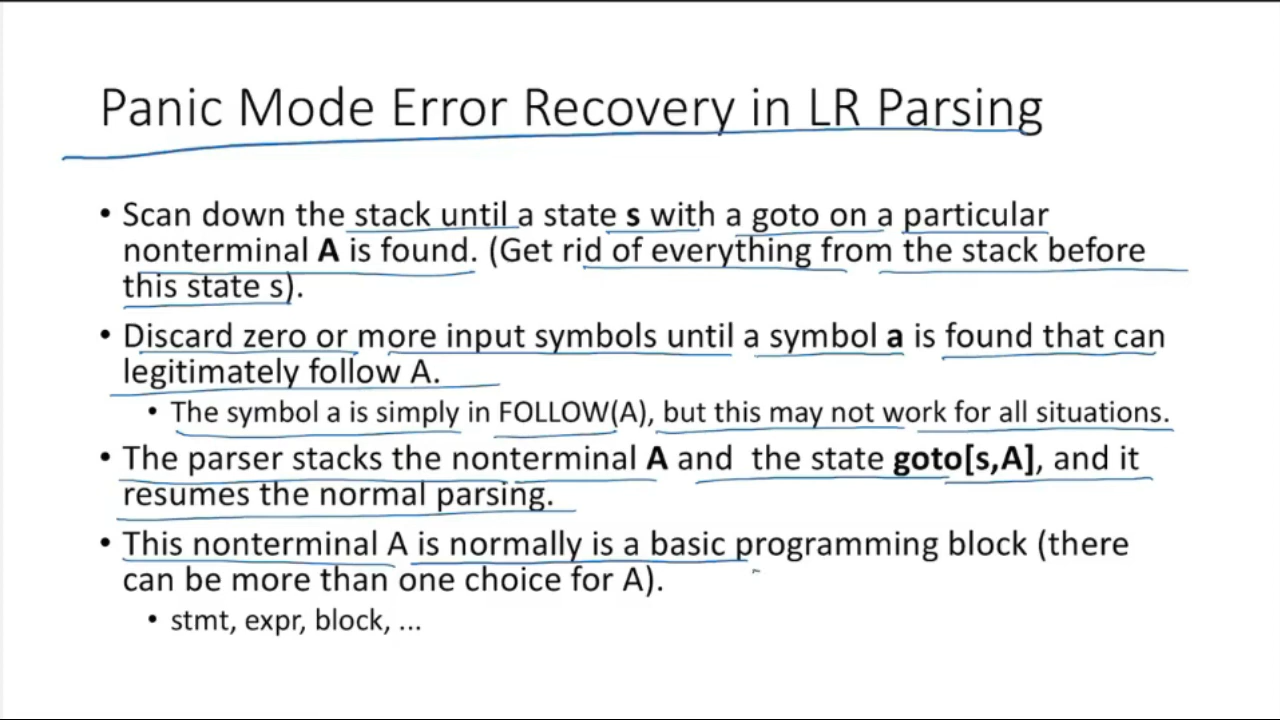 Panic Mode Error Recovery in LR Parsing
• Scan down the stack until a state s with a goto on a particular
nonterminal A is found. (Get rid of everything from the stack before
this state s).
• Discard zero or more input symbols until a symbol a is found that can
legitimately follow A.
• The symbol a is simply in FOLLOW(A), but this may not work for all situations.
• The parser stacks the nonterminal A and the state goto[s,A], and it
resumes the normal parsing.
• This nonterminal A is normally is a basic programming block (there
can be more than one choice for A).
• stmt, expr, block, ...